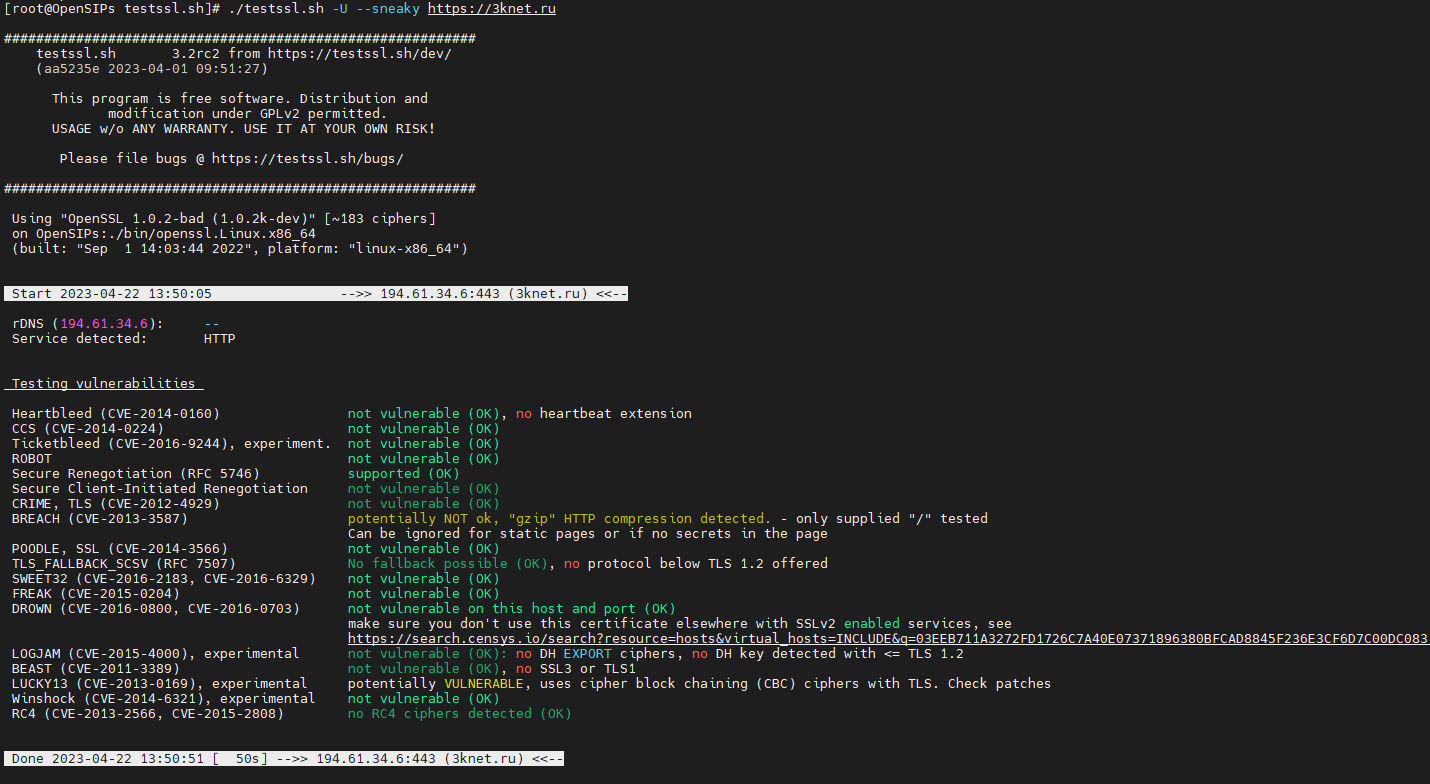 [root@OpenSIPs testssl.sh]# ./testssl.sh -U --sneaky https://3knet.ru
###########################################################
testssl.sh       3.2rc2 from https://testssl.sh/dev/
(aa5235e 2023-04-01 09:51:27)
This program is free software. Distribution and
modification under GPLv2 permitted.
USAGE w/o ANY WARRANTY. USE IT AT YOUR OWN RISK!
Please file bugs @ https://testssl.sh/bugs/
###########################################################
Using "OpenSSL 1.0.2-bad (1.0.2k-dev)" [~183 ciphers]
on OpenSIPs:./bin/openssl.Linux.x86_64
(built: "Sep  1 14:03:44 2022", platform: "linux-x86_64")
Start 2023-04-22 13:50:05                -->> 194.61.34.6:443 (3knet.ru) <<--
rDNS (194.61.34.6):     --
Service detected:       HTTP
Testing vulnerabilities
Heartbleed (CVE-2014-0160)                not vulnerable (OK), no heartbeat extension
CCS (CVE-2014-0224)                       not vulnerable (OK)
Ticketbleed (CVE-2016-9244), experiment.  not vulnerable (OK)
ROBOT                                     not vulnerable (OK)
Secure Renegotiation (RFC 5746)           supported (OK)
Secure Client-Initiated Renegotiation     not vulnerable (OK)
CRIME, TLS (CVE-2012-4929)                not vulnerable (OK)
BREACH (CVE-2013-3587)                    potentially NOT ok, "gzip" HTTP compression detected. - only supplied "/" tested
Can be ignored for static pages or if no secrets in the page
POODLE, SSL (CVE-2014-3566)               not vulnerable (OK)
TLS_FALLBACK_SCSV (RFC 7507)              No fallback possible (OK), no protocol below TLS 1.2 offered
SWEET32 (CVE-2016-2183, CVE-2016-6329)    not vulnerable (OK)
FREAK (CVE-2015-0204)                     not vulnerable (OK)
DROWN (CVE-2016-0800, CVE-2016-0703)      not vulnerable on this host and port (OK)
make sure you don't use this certificate elsewhere with SSLv2 enabled services, see
https://search.censys.io/search?resource=hosts&virtual_hosts=INCLUDE&q=03EEB711A3272FD1726C7A40E07371896380BFCAD8845F236E3CF6D7C00DC083
LOGJAM (CVE-2015-4000), experimental      not vulnerable (OK): no DH EXPORT ciphers, no DH key detected with <= TLS 1.2
BEAST (CVE-2011-3389)                     not vulnerable (OK), no SSL3 or TLS1
LUCKY13 (CVE-2013-0169), experimental     potentially VULNERABLE, uses cipher block chaining (CBC) ciphers with TLS. Check patches
Winshock (CVE-2014-6321), experimental    not vulnerable (OK)
RC4 (CVE-2013-2566, CVE-2015-2808)        no RC4 ciphers detected (OK)
Done 2023-04-22 13:50:51 [  50s] -->> 194.61.34.6:443 (3knet.ru) <<--